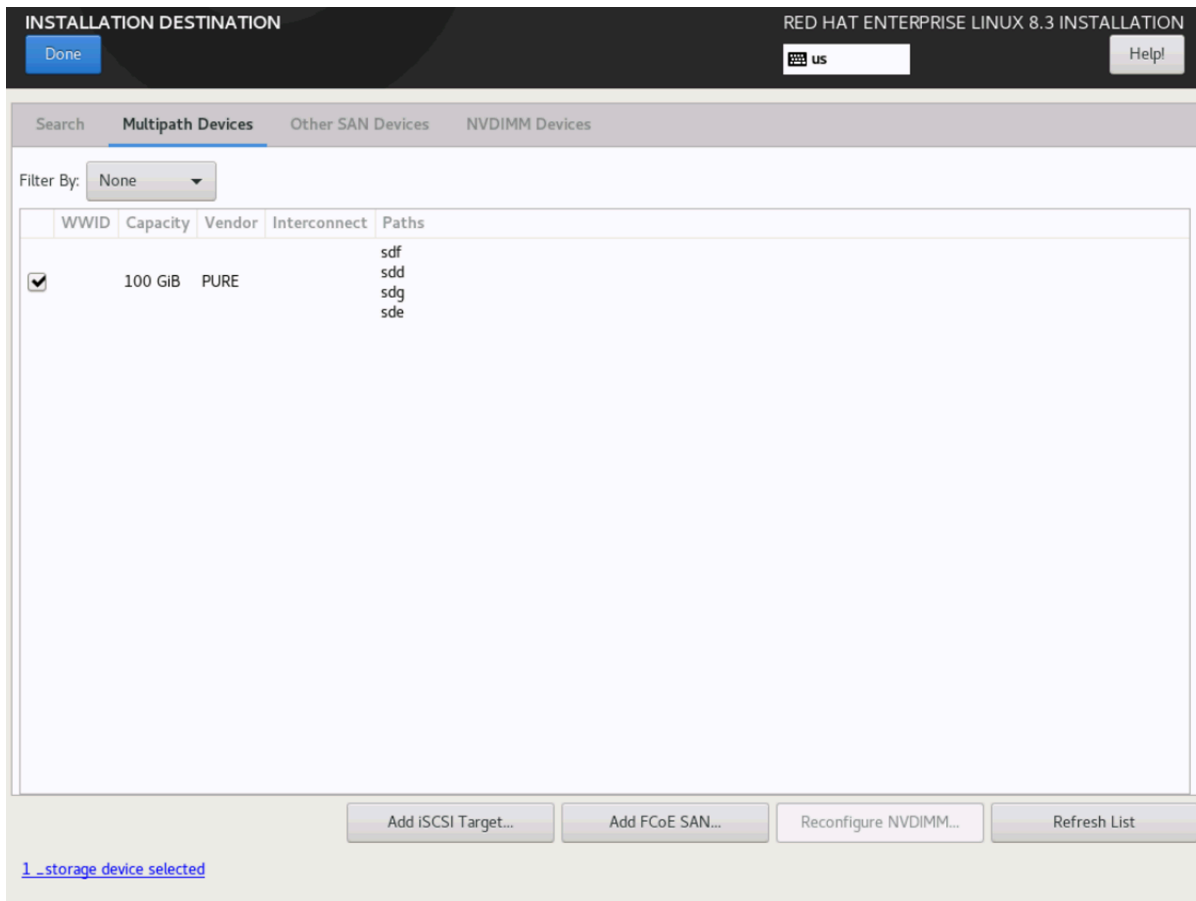 INSTALLATION DESTINATION
RED HAT ENTERPRISE LINUX 8.3 INSTALLATION
Done
us
Help!
Search Multipath Devices Other SAN Devices NVDIMM Devices
Filter By: None
WWID Capacity Vendor Interconnect Paths
sdf
sdd
100 GiB PURE
sdg
sde
Add iSCSI Target... Add FCoE SAN... Reconfigure NVDIMM... Refresh List
1 _storage device selected